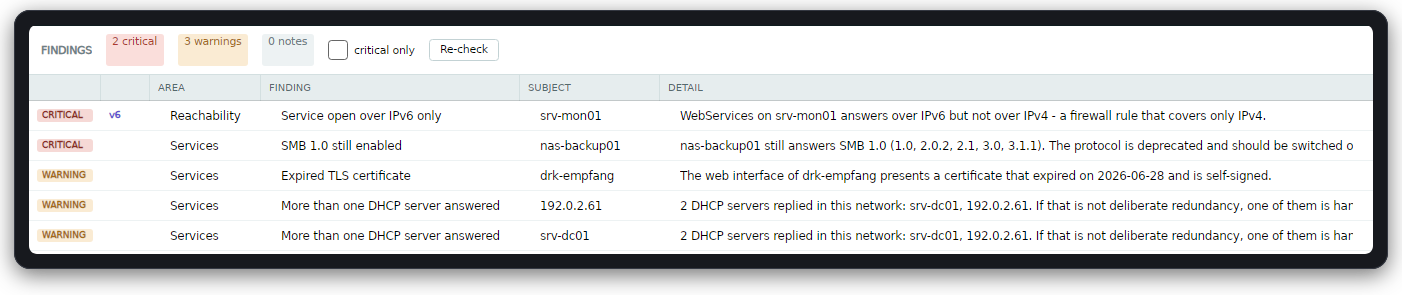 FINDINGS 2 critical 3 warnings 0 notes critical only Re-check
AREA FINDING SUBJECT DETAIL
CRITICAL v6 Reachability Service open over IPv6 only srv-mon01 WebServices on srv-mon01 answers over IPv6 but not over IPv4 - a firewall rule that covers only IPv4.
CRITICAL Services SMB 1.0 still enabled nas-backup01 nas-backup01 still answers SMB 1.0 (1.0, 2.0.2, 2.1, 3.0, 3.1.1). The protocol is deprecated and should be switched o
WARNING Services Expired TLS certificate drk-empfang The web interface of drk-empfang presents a certificate that expired on 2026-06-28 and is self-signed.
WARNING Services More than one DHCP server answered 192.0.2.61 2 DHCP servers replied in this network: srv-dc01, 192.0.2.61. If that is not deliberate redundancy, one of them is har
WARNING Services More than one DHCP server answered srv-dc01 2 DHCP servers replied in this network: srv-dc01, 192.0.2.61. If that is not deliberate redundancy, one of them is har